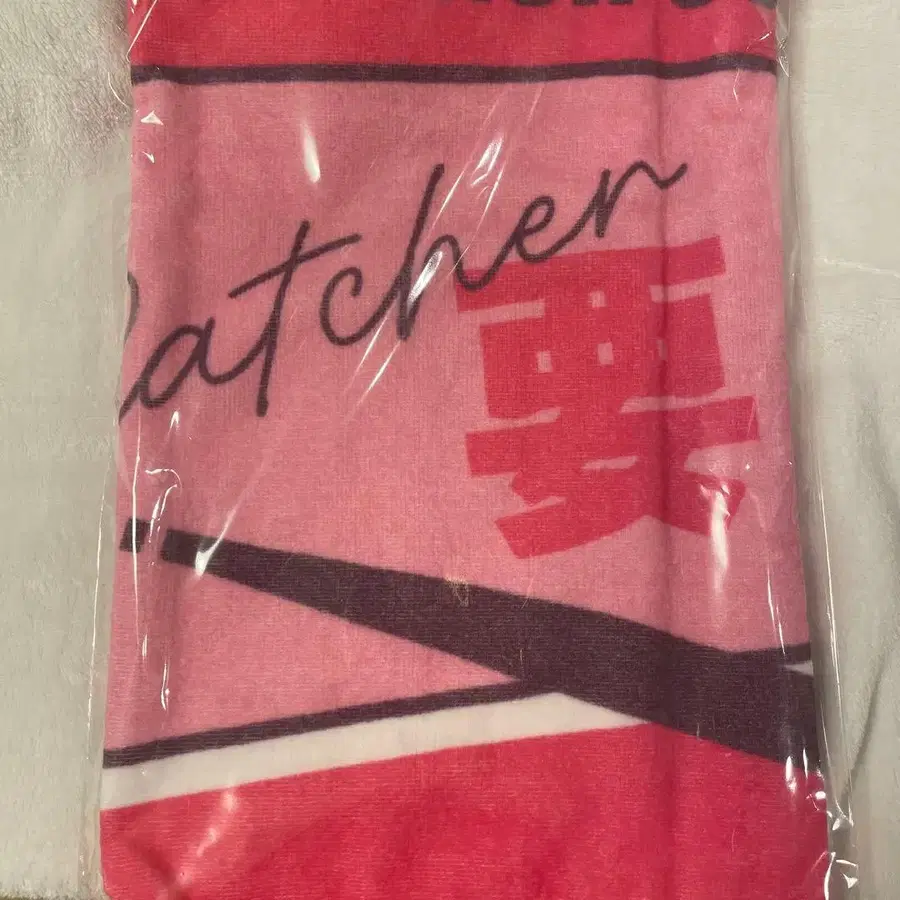 atcher
要